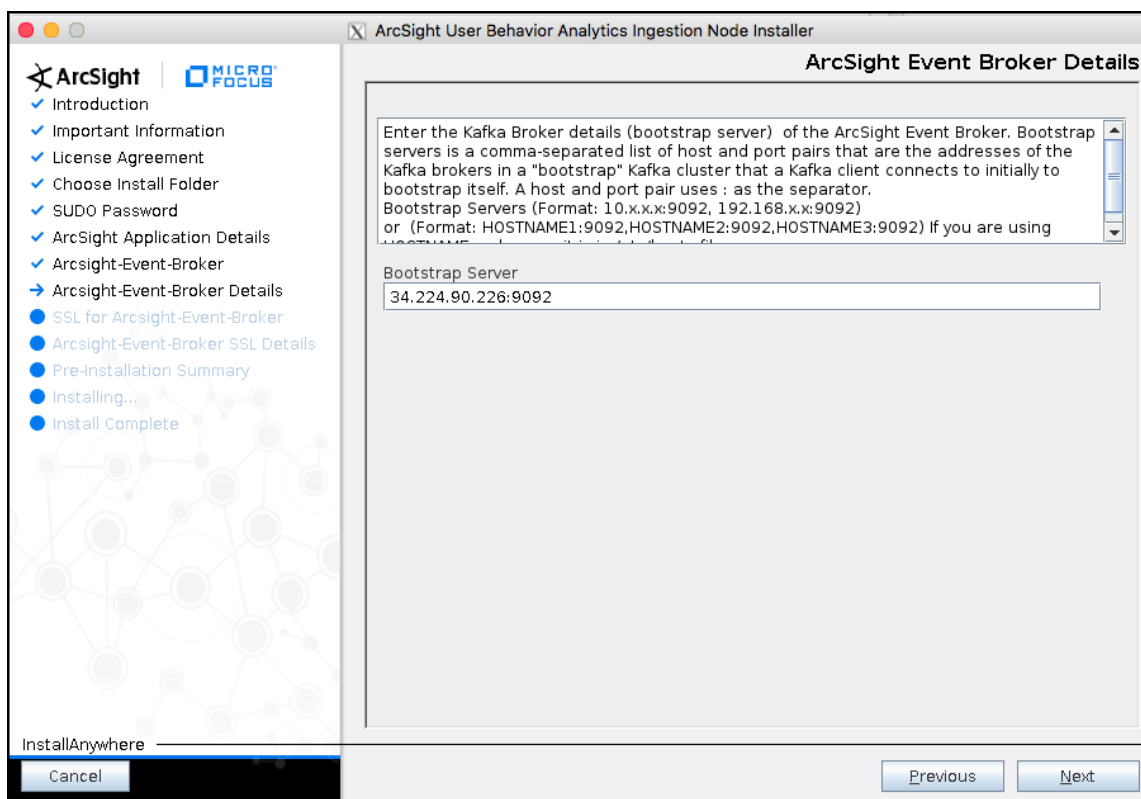 ArcSight User Behavior Analytics Ingestion Node Installer
ArcSight Event Broker Details
ArcSight
MICRO
FOCUS
Introduction
Important Information
License Agreement
Choose Install Folder
SUDO Password
ArcSight Application Details
Arcsight-Event-Broker
Arcsight-Event-Broker Details
SSL for Arcsight-Event-Broker
Arcsight-Event-Broker SSL Details
Pre-Installation Summary
Installing...
Install Complete
Enter the Kafka Broker details (bootstrap server) of the ArcSight Event Broker. Bootstrap
servers is a comma-separated list of host and port pairs that are the addresses of the
Kafka brokers in a "bootstrap" Kafka cluster that a Kafka client connects to initially to
bootstrap itself. A host and port pair uses : as the separator.
Bootstrap Servers (Format: 10.x.x.x:9092, 192.168.x.x:9092)
or (Format: HOSTNAME1:9092,HOSTNAME2:9092,HOSTNAME3:9092) If you are using
Bootstrap Server
34.224.90.226:9092
InstallAnywhere
Cancel
Previous
Next